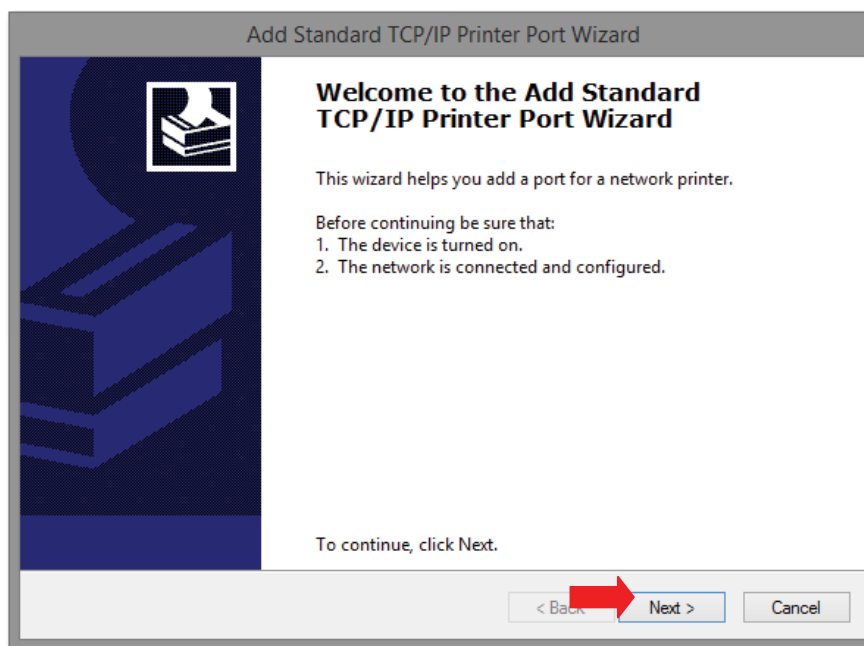 Add Standard TCP/IP Printer Port Wizard
Welcome to the Add Standard
TCP/IP Printer Port Wizard
This wizard helps you add a port for a network printer.
Before continuing be sure that:
1. The device is turned on.
2. The network is connected and configured.
To continue, click Next.
< Back Next > Cancel